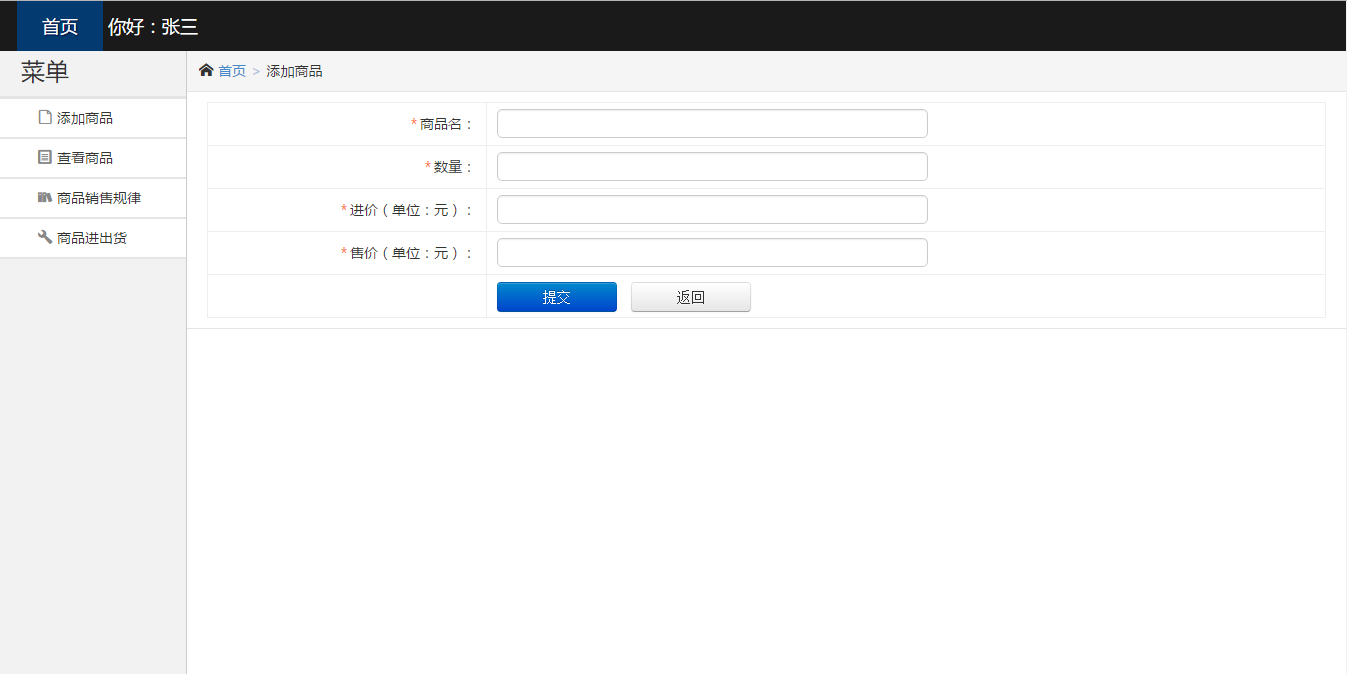 首页 你好：张三
菜单
首页 > 添加商品
添加商品
查看商品
商品销售规律
商品进出货
*商品名：
*数量：
*进价（单位：元）：
*售价（单位：元）：
提交 返回